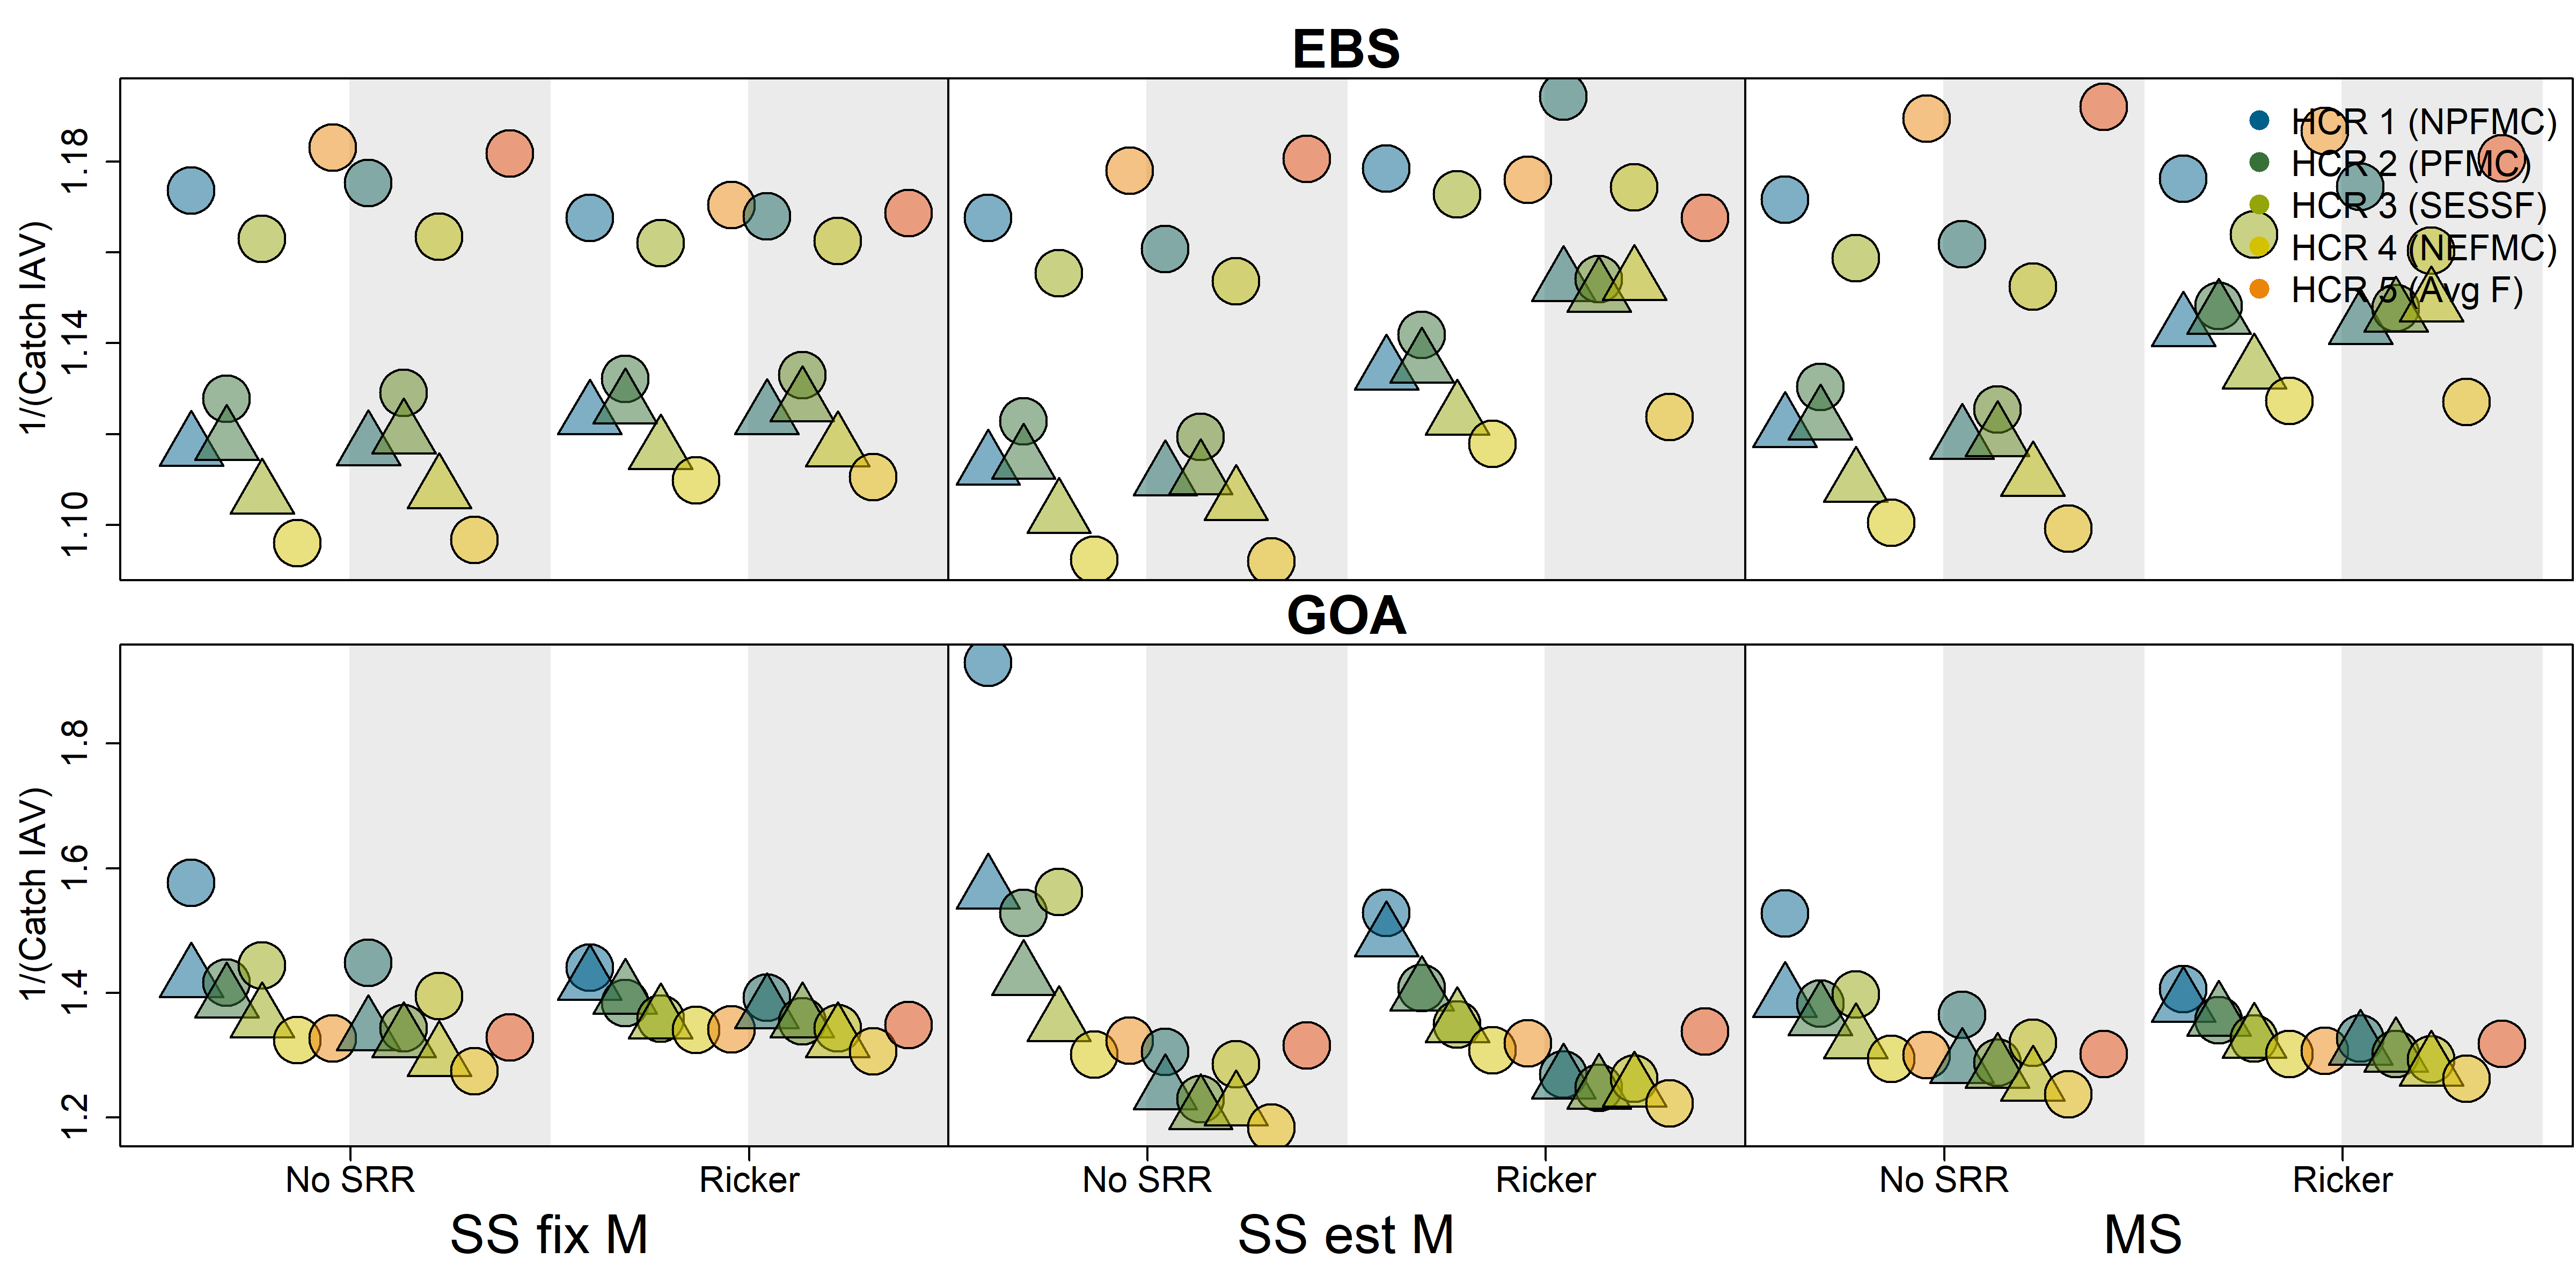 EBS
1/(Catch IAV)
1.18
1.14
1.10
HCR 1 (NPFMC)
HCR 2 (PFMC)
HCR 3 (SESSF)
HCR 4 (NEFMC)
HCR 5 (Avg F)
GOA
1/(Catch IAV)
1.8
1.6
1.4
1.2
No SRR Ricker No SRR Ricker No SRR Ricker
SS fix M SS est M MS